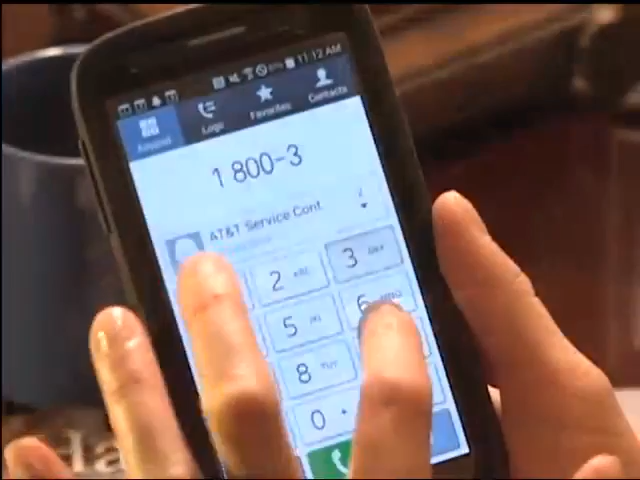 11:12 AM
Keypad Logs Favorites Contacts
1 800-3
AT&T Service Cont
2 ABC 3 DEF
5 JKL 6 MNO
8 TUV
0 +